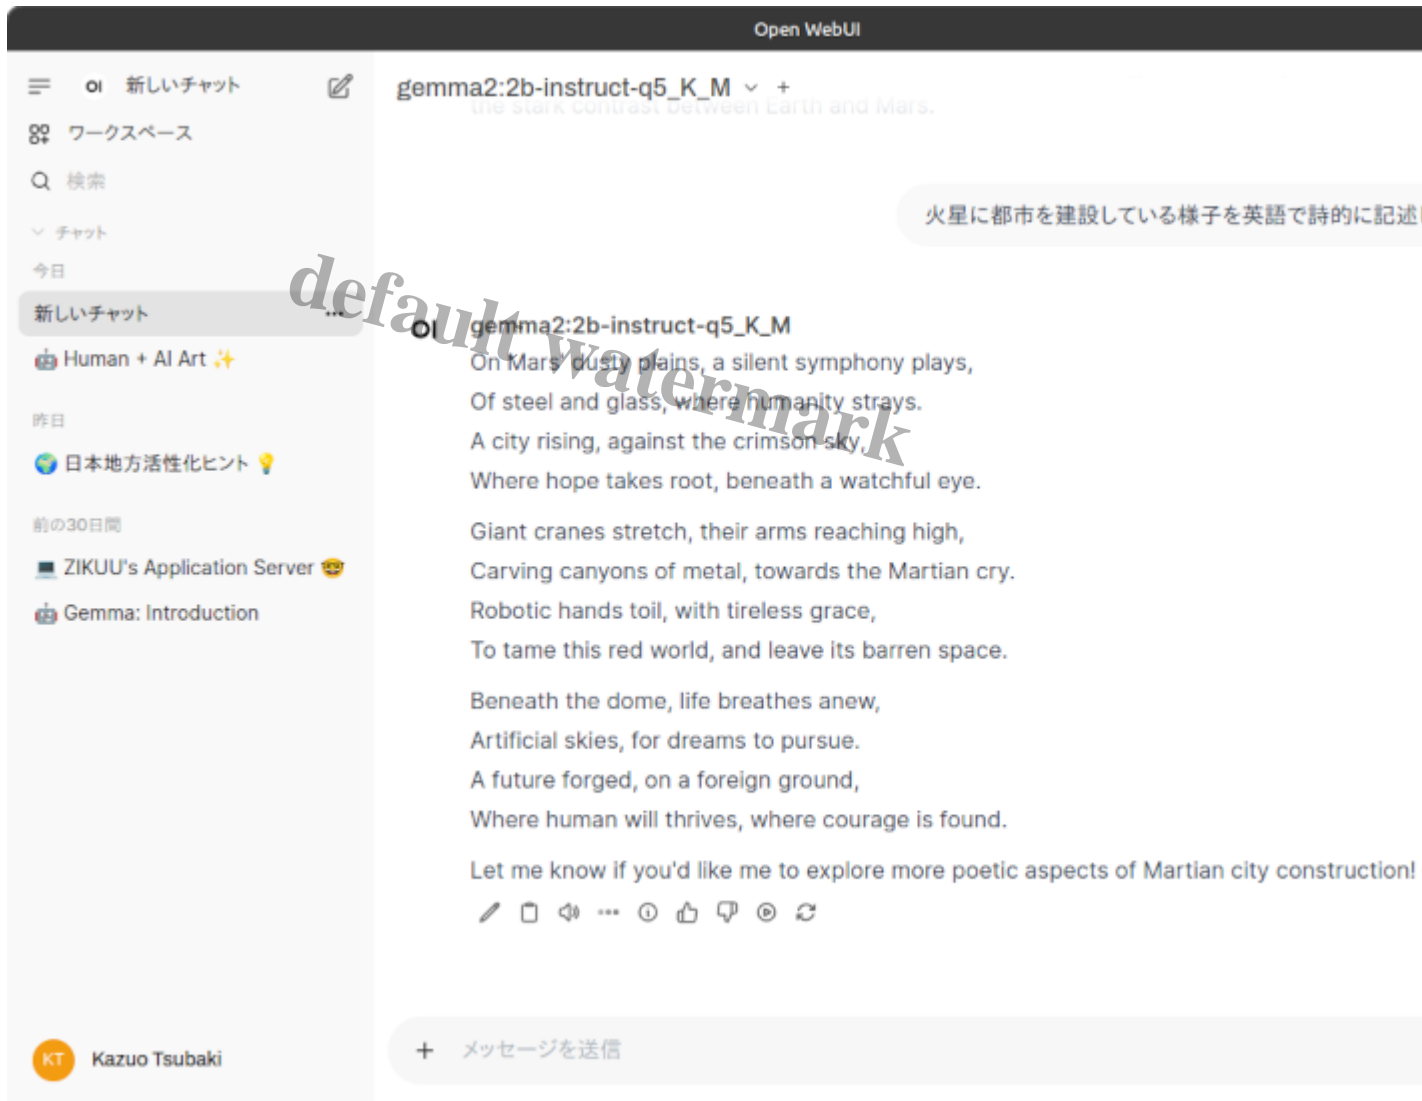 Open WebUI
OI 新しいチャット
ワークスペース
検索
チャット
今日
新しいチャット
🤖 Human + AI Art ✨
昨日
🌍 日本地方活性化ヒント 💡
前の30日間
💻 ZIKUU's Application Server 🤓
🤖 Gemma: Introduction
KT Kazuo Tsubaki
gemma2:2b-instruct-q5_K_M
the stark contrast between Earth and Mars.
火星に都市を建設している様子を英語で詩的に記述
OI gemma2:2b-instruct-q5_K_M
On Mars' dusty plains, a silent symphony plays,
Of steel and glass, where humanity strays.
A city rising, against the crimson sky,
Where hope takes root, beneath a watchful eye.
Giant cranes stretch, their arms reaching high,
Carving canyons of metal, towards the Martian cry.
Robotic hands toil, with tireless grace,
To tame this red world, and leave its barren space.
Beneath the dome, life breathes anew,
Artificial skies, for dreams to pursue.
A future forged, on a foreign ground,
Where human will thrives, where courage is found.
Let me know if you'd like me to explore more poetic aspects of Martian city construction!
メッセージを送信
default watermark